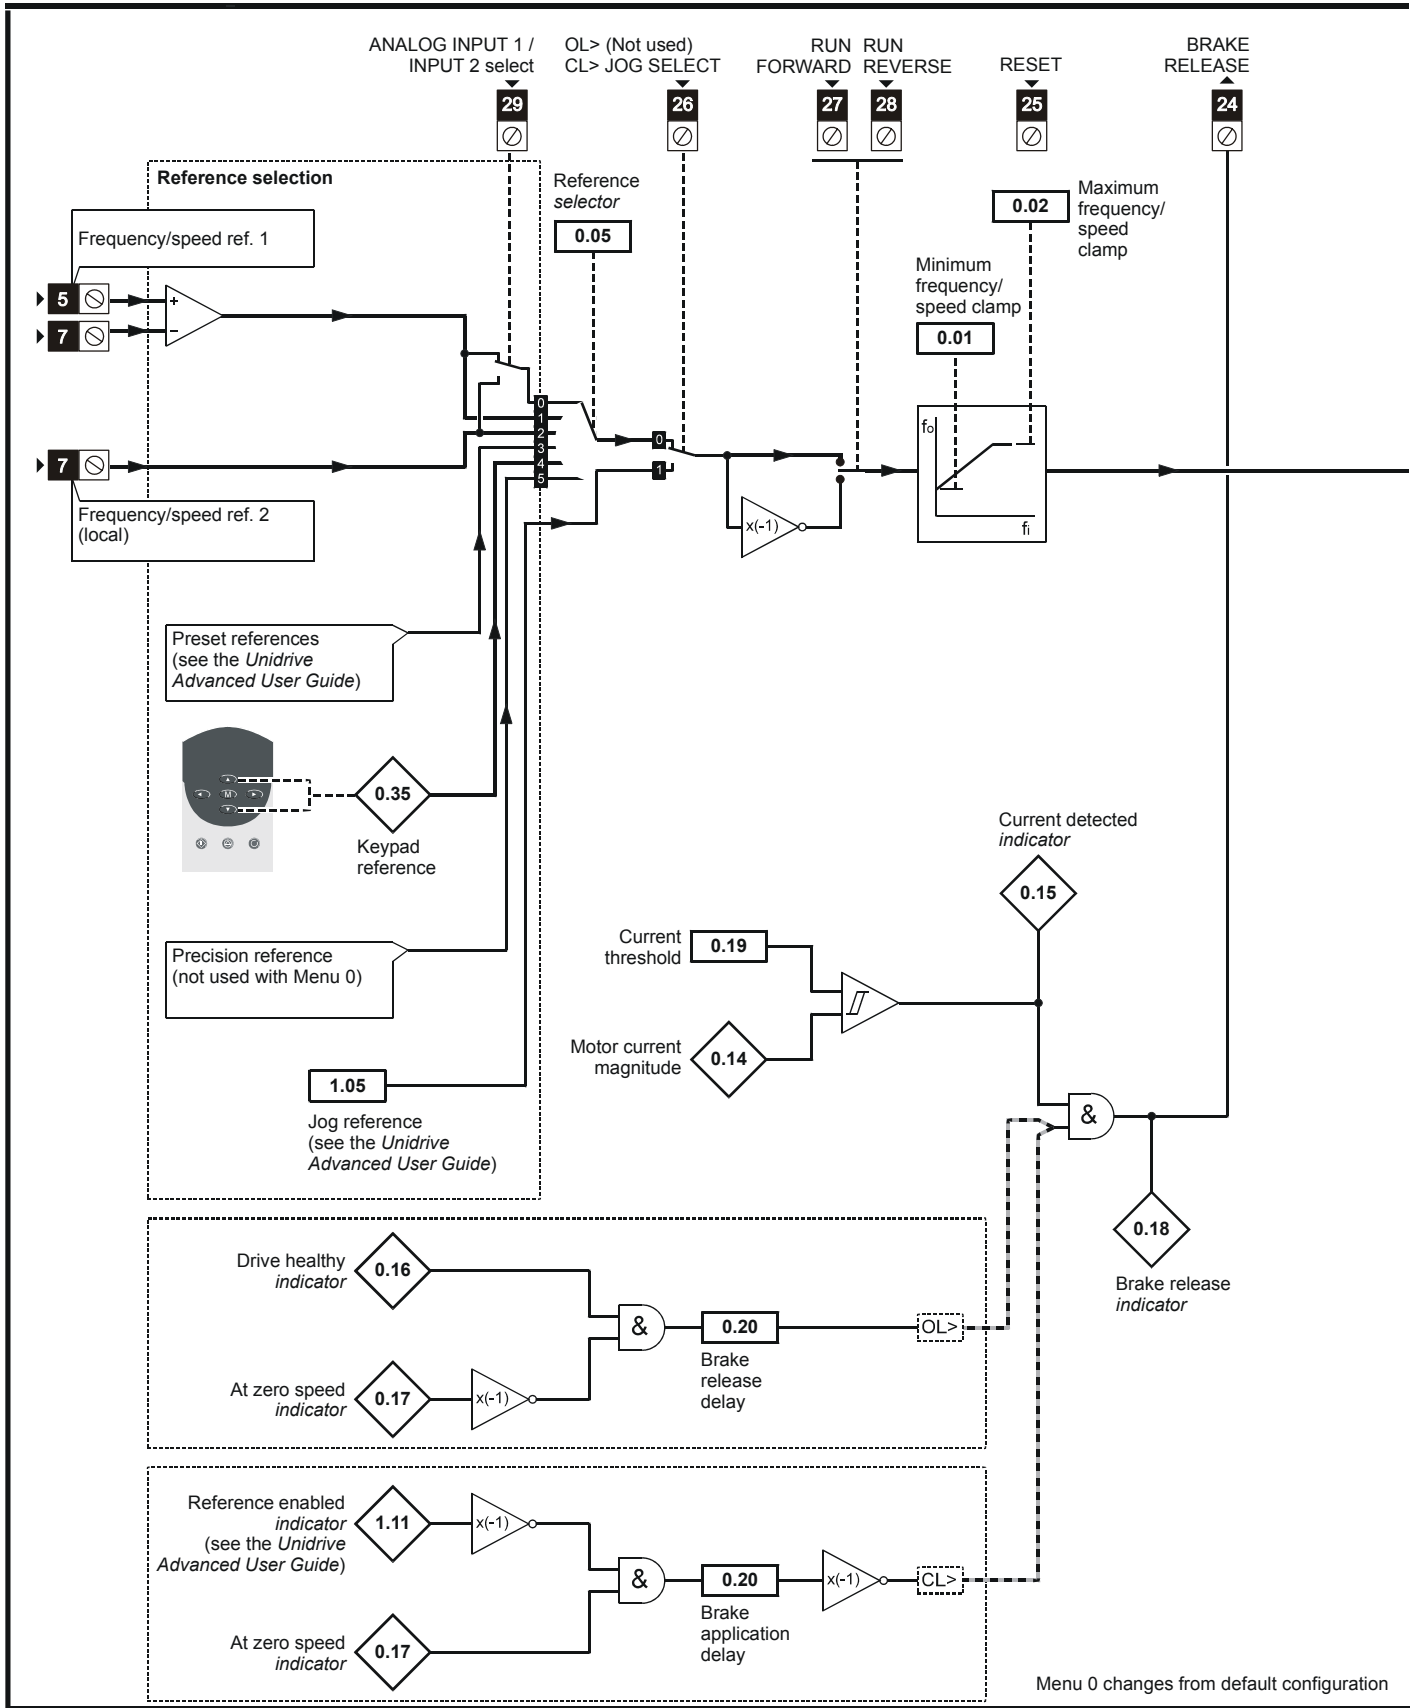 ANALOG INPUT 1 /
INPUT 2 select
OL> (Not used)
CL> JOG SELECT
RUN
FORWARD
RUN
REVERSE
RESET
BRAKE
RELEASE
29
26
27
28
25
24
Reference selection
Reference
selector
0.05
Maximum
frequency/
speed
clamp
0.02
Frequency/speed ref. 1
Minimum
frequency/
speed clamp
0.01
5
7
+
−
0
1
2
3
4
5
0
1
fo
fi
x(-1)
7
Frequency/speed ref. 2
(local)
Preset references
(see the Unidrive
Advanced User Guide)
M
0.35
Keypad
reference
Current detected
indicator
0.15
Precision reference
(not used with Menu 0)
Current
threshold
0.19
Motor current
magnitude
0.14
1.05
Jog reference
(see the Unidrive
Advanced User Guide)
&
0.18
Brake release
indicator
Drive healthy
indicator
0.16
&
0.20
Brake
release
delay
OL>
At zero speed
indicator
0.17
x(-1)
Reference enabled
indicator
(see the Unidrive
Advanced User Guide)
1.11
x(-1)
&
0.20
Brake
application
delay
x(-1)
CL>
At zero speed
indicator
0.17
Menu 0 changes from default configuration